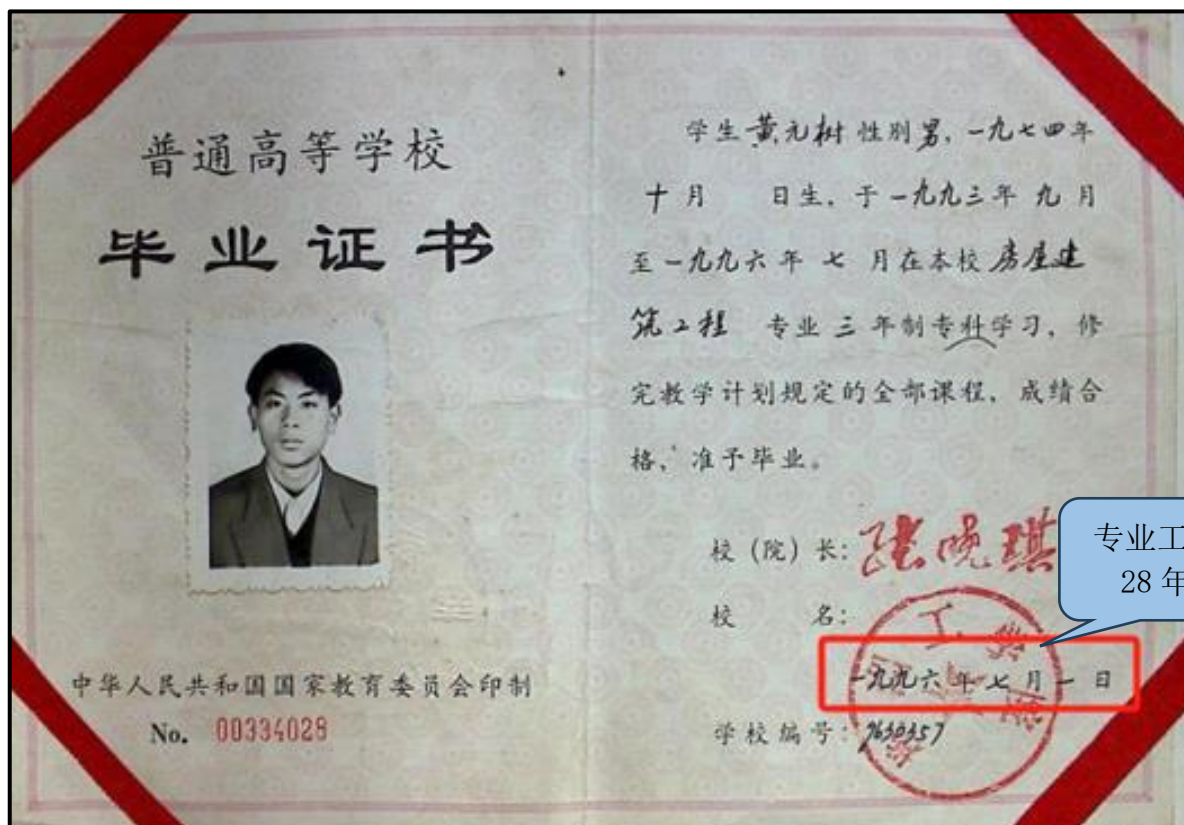 普通高等学校
毕业证书
中华人民共和国国家教育委员会印制
No. 00334028
学生黄元树性别男,一九七四年
十月 日生,于一九九三年 九 月
至一九九六年 七 月在本校房屋建
筑工程 专业 三 年制专科学习,修
完教学计划规定的全部课程,成绩合
格,准予毕业。
校(院)长:张晓琪
校 名:
一九九六年七月一日
学校编号:9630357
专业工
28 年